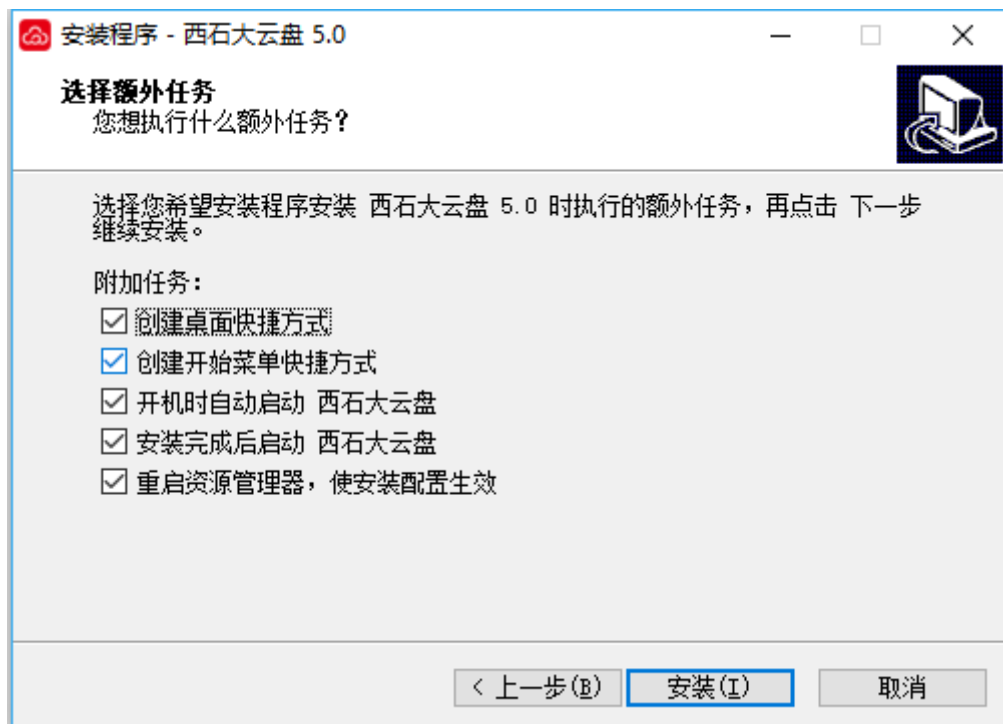 安装程序 - 西石大云盘 5.0
选择额外任务
您想执行什么额外任务？
选择您希望安装程序安装 西石大云盘 5.0 时执行的额外任务，再点击 下一步
继续安装。
附加任务：
创建桌面快捷方式
创建开始菜单快捷方式
开机时自动启动 西石大云盘
安装完成后启动 西石大云盘
重启资源管理器，使安装配置生效
< 上一步(B) 安装(I) 取消